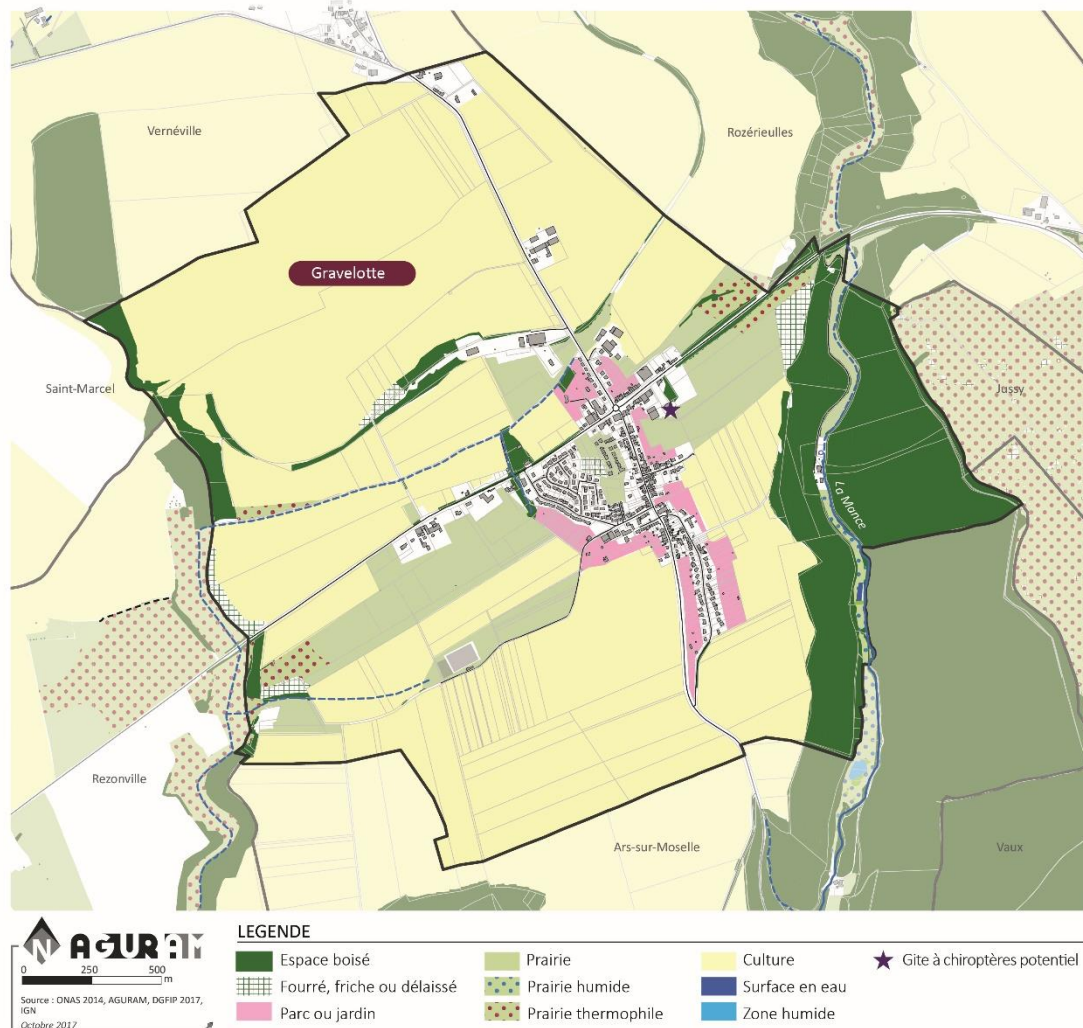 Vernéville
Rozérieulles
Gravelotte
Saint-Marcel
Jussy
La Mance
Rezonville
Ars-sur-Moselle
Vaux
N AGURAM
0 250 500
m
Source : ONAS 2014, AGURAM, DGFIP 2017,
IGN
Octobre 2017
LEGENDE
Espace boisé
Fourré, friche ou délaissé
Parc ou jardin
Prairie
Prairie humide
Prairie thermophile
Culture
Surface en eau
Zone humide
Gite à chiroptères potentiel